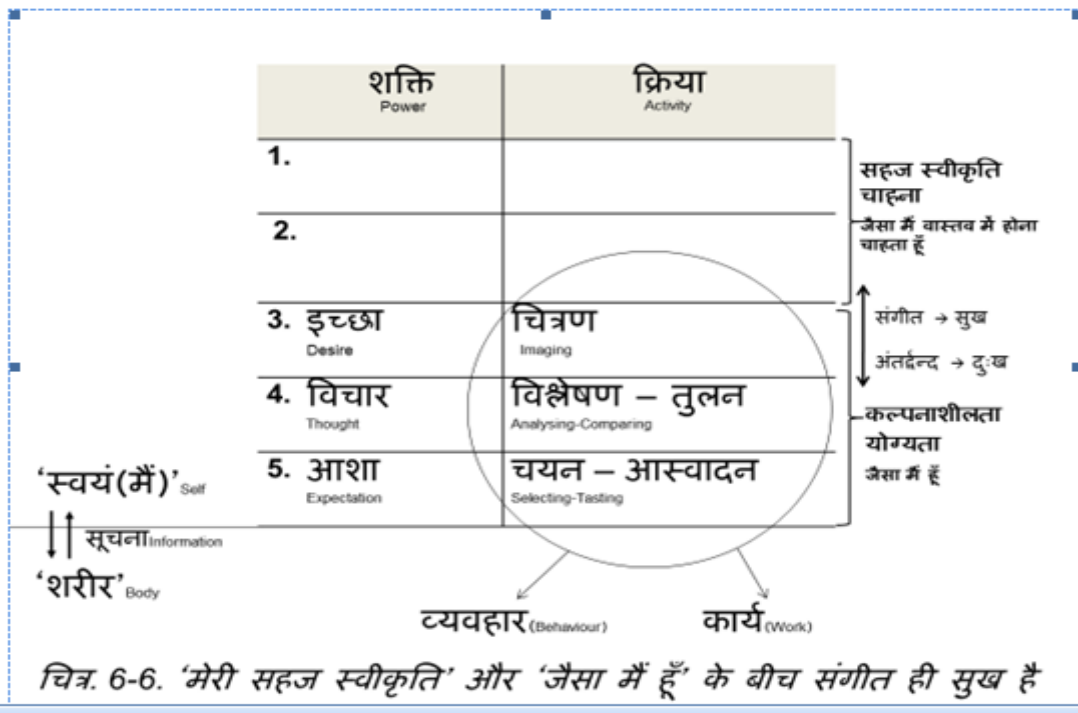 शक्ति क्रिया
Power Activity
1.
सहज स्वीकृति
चाहना
2.
जैसा मैं वास्तव में होना
चाहता हूँ
3. इच्छा चित्रण
Desire Imaging
संगीत → सुख
अंतर्द्वन्द → दुःख
4. विचार विश्लेषण – तुलन
Thought Analysing-Comparing
कल्पनाशीलता
योग्यता
जैसा मैं हूँ
5. आशा चयन – आस्वादन
Expectation Selecting-Tasting
‘स्वयं(मैं)’ Self
सूचना Information
‘शरीर’ Body
व्यवहार (Behaviour) कार्य (Work)
चित्र. 6-6. ‘मेरी सहज स्वीकृति’ और ‘जैसा मैं हूँ’ के बीच संगीत ही सुख है